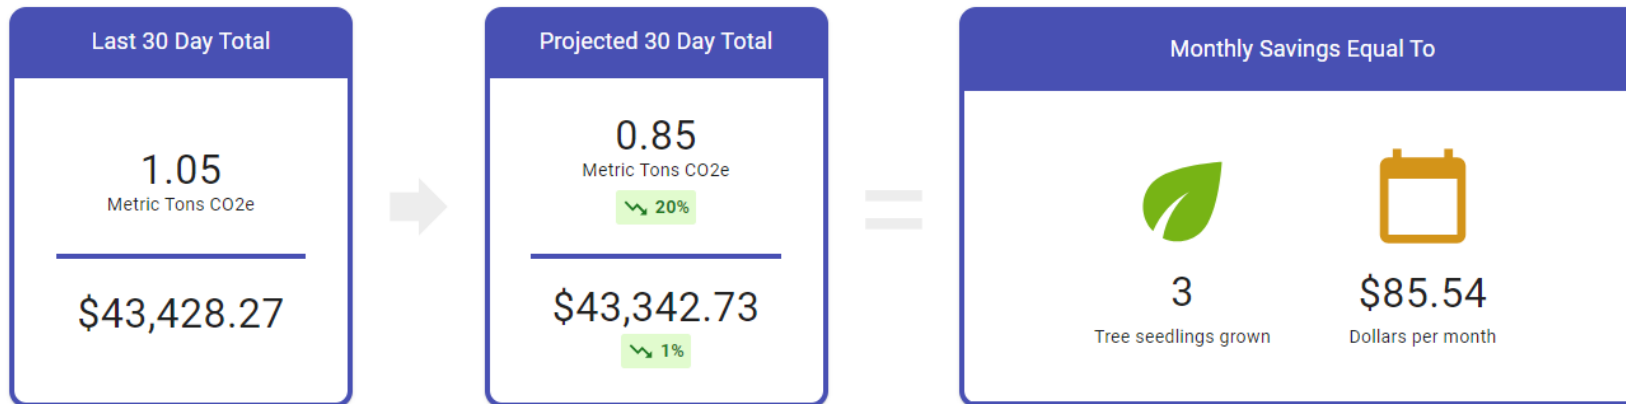 Last 30 Day Total
1.05
Metric Tons CO2e
$43,428.27
Projected 30 Day Total
0.85
Metric Tons CO2e
20%
$43,342.73
1%
Monthly Savings Equal To
3
Tree seedlings grown
$85.54
Dollars per month